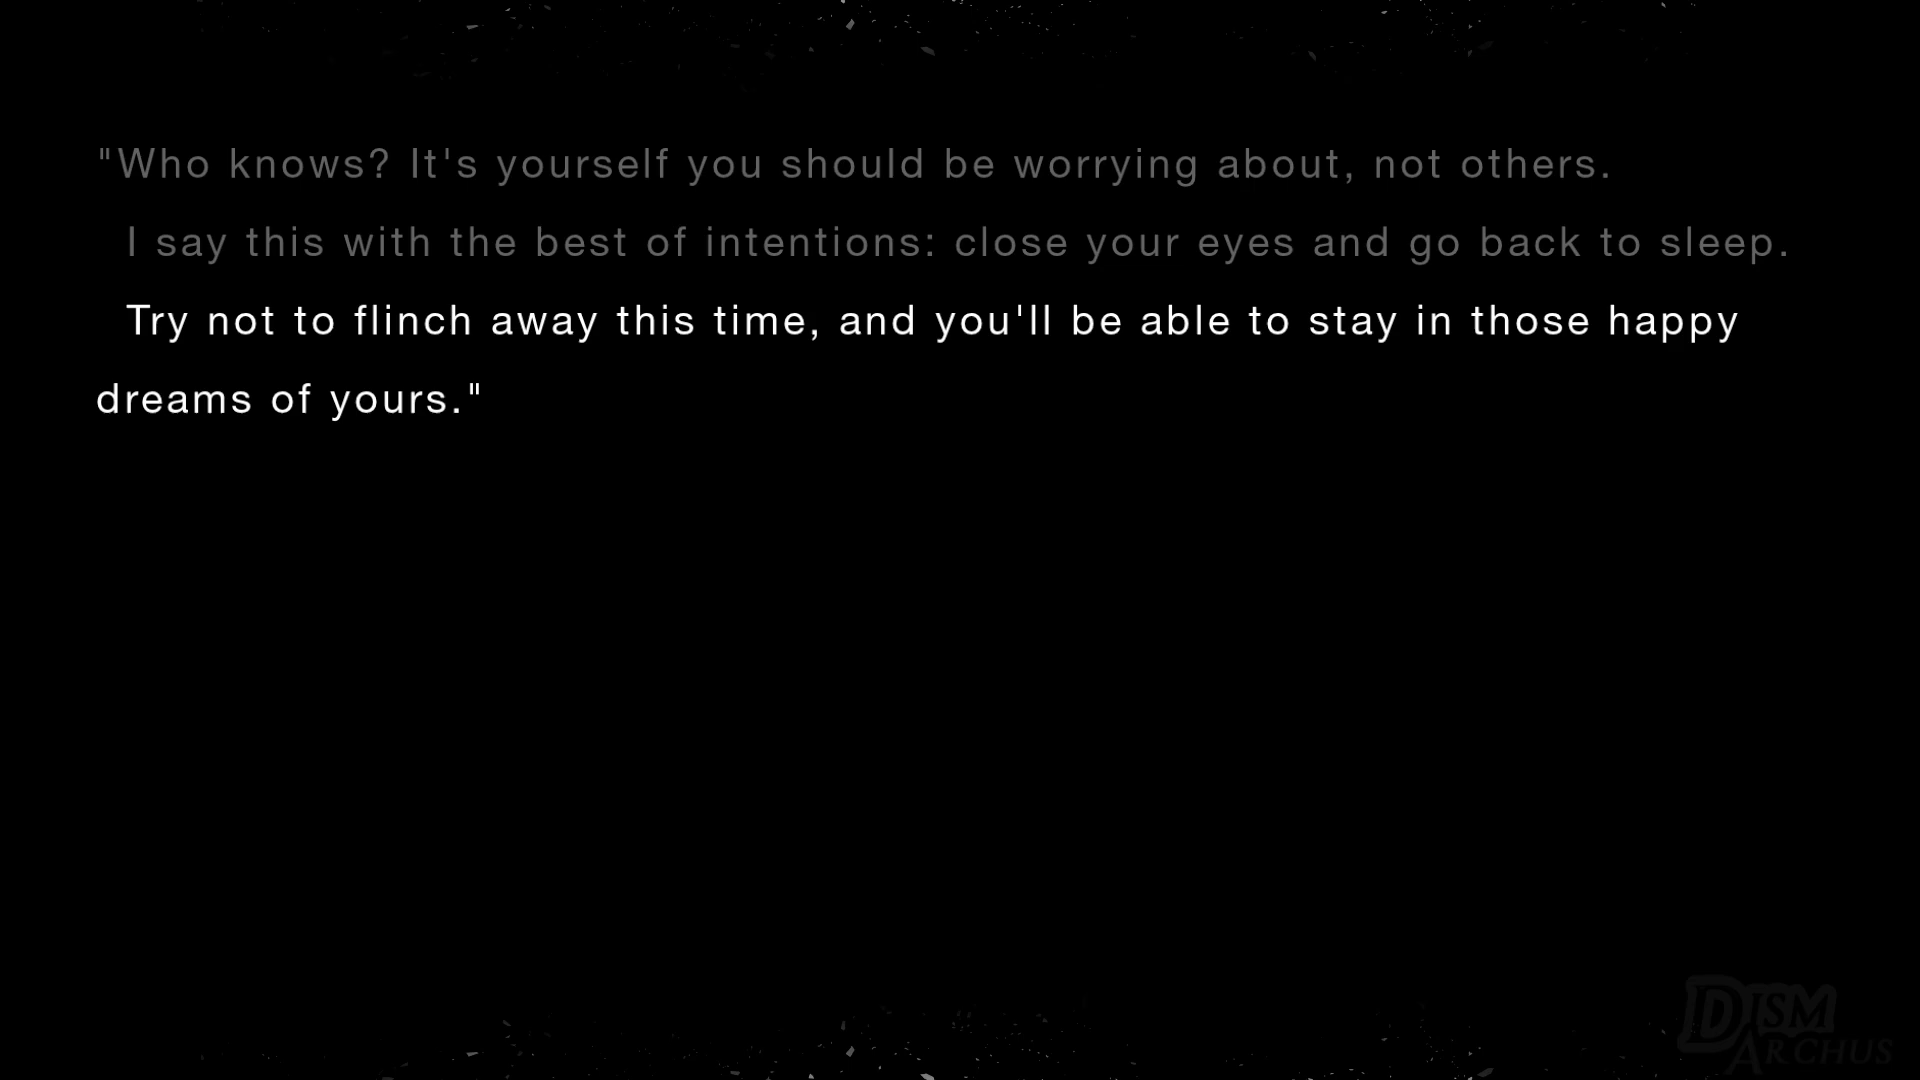 "Who knows? It's yourself you should be worrying about, not others.
I say this with the best of intentions: close your eyes and go back to sleep.
Try not to flinch away this time, and you'll be able to stay in those happy
dreams of yours."
DISM
ARCHUS